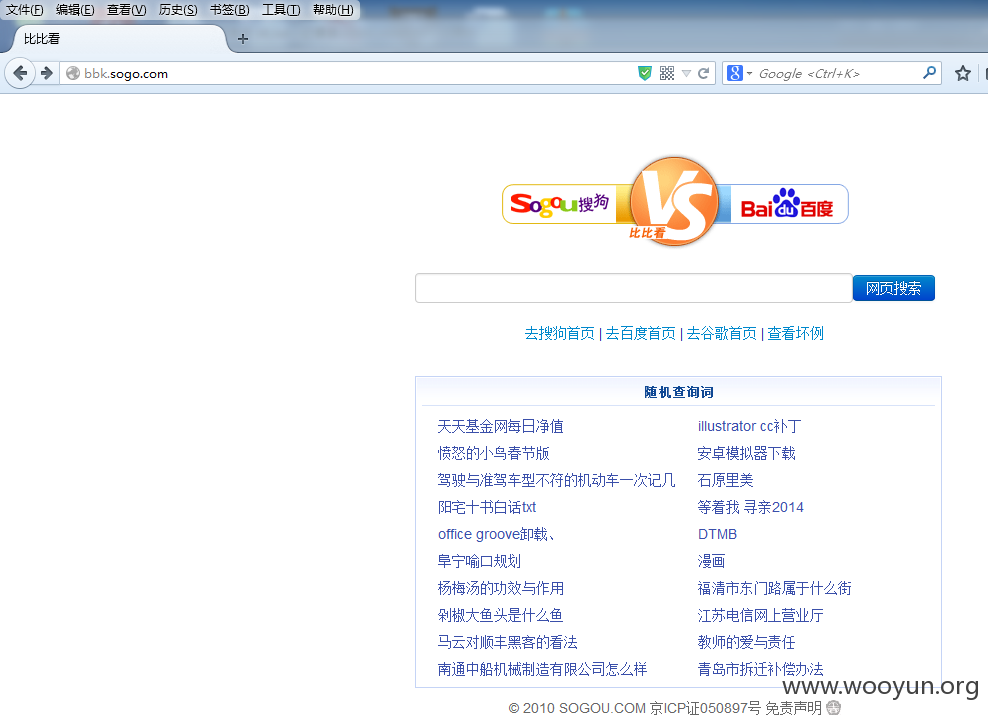 文件(F) 编辑(E) 查看(V) 历史(S) 书签(B) 工具(T) 帮助(H)
比比看
bbk.sogo.com
Google <Ctrl+K>
Sogou搜狗 VS Bai du 百度
比比看
网页搜索
去搜狗首页 | 去百度首页 | 去谷歌首页 | 查看坏例
随机查询词
天天基金网每日净值 illustrator cc补丁
愤怒的小鸟春节版 安卓模拟器下载
驾驶与准驾车型不符的机动车一次记几 石原里美
阳宅十书白话txt 等着我 寻亲2014
office groove卸载、 DTMB
阜宁喻口规划 漫画
杨梅汤的功效与作用 福清市东门路属于什么街
剁椒大鱼头是什么鱼 江苏电信网上营业厅
马云对顺丰黑客的看法 教师的爱与责任
南通中船机械制造有限公司怎么样 青岛市拆迁补偿办法
www.wooyun.org
© 2010 SOGOU.COM 京ICP证050897号 免责声明